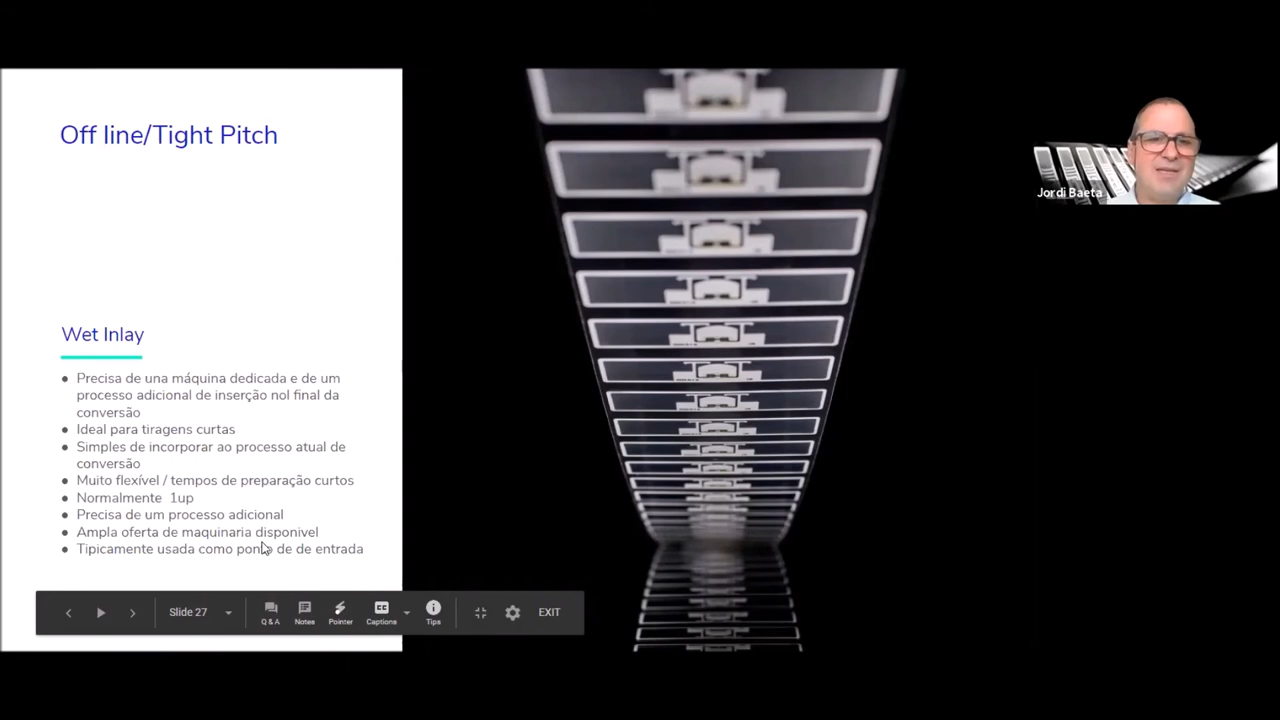 Off line/Tight Pitch
Jordi Baeta
Wet Inlay
● Precisa de una máquina dedicada e de um
processo adicional de inserção nol final da
conversão
● Ideal para tiragens curtas
● Simples de incorporar ao processo atual de
conversão
● Muito flexível / tempos de preparação curtos
● Normalmente 1up
● Precisa de um processo adicional
● Ampla oferta de maquinaria disponivel
● Tipicamente usada como de de entrada
Slide 27
Q & A
Notes
Pointer
CC
Captions
Tips
EXIT